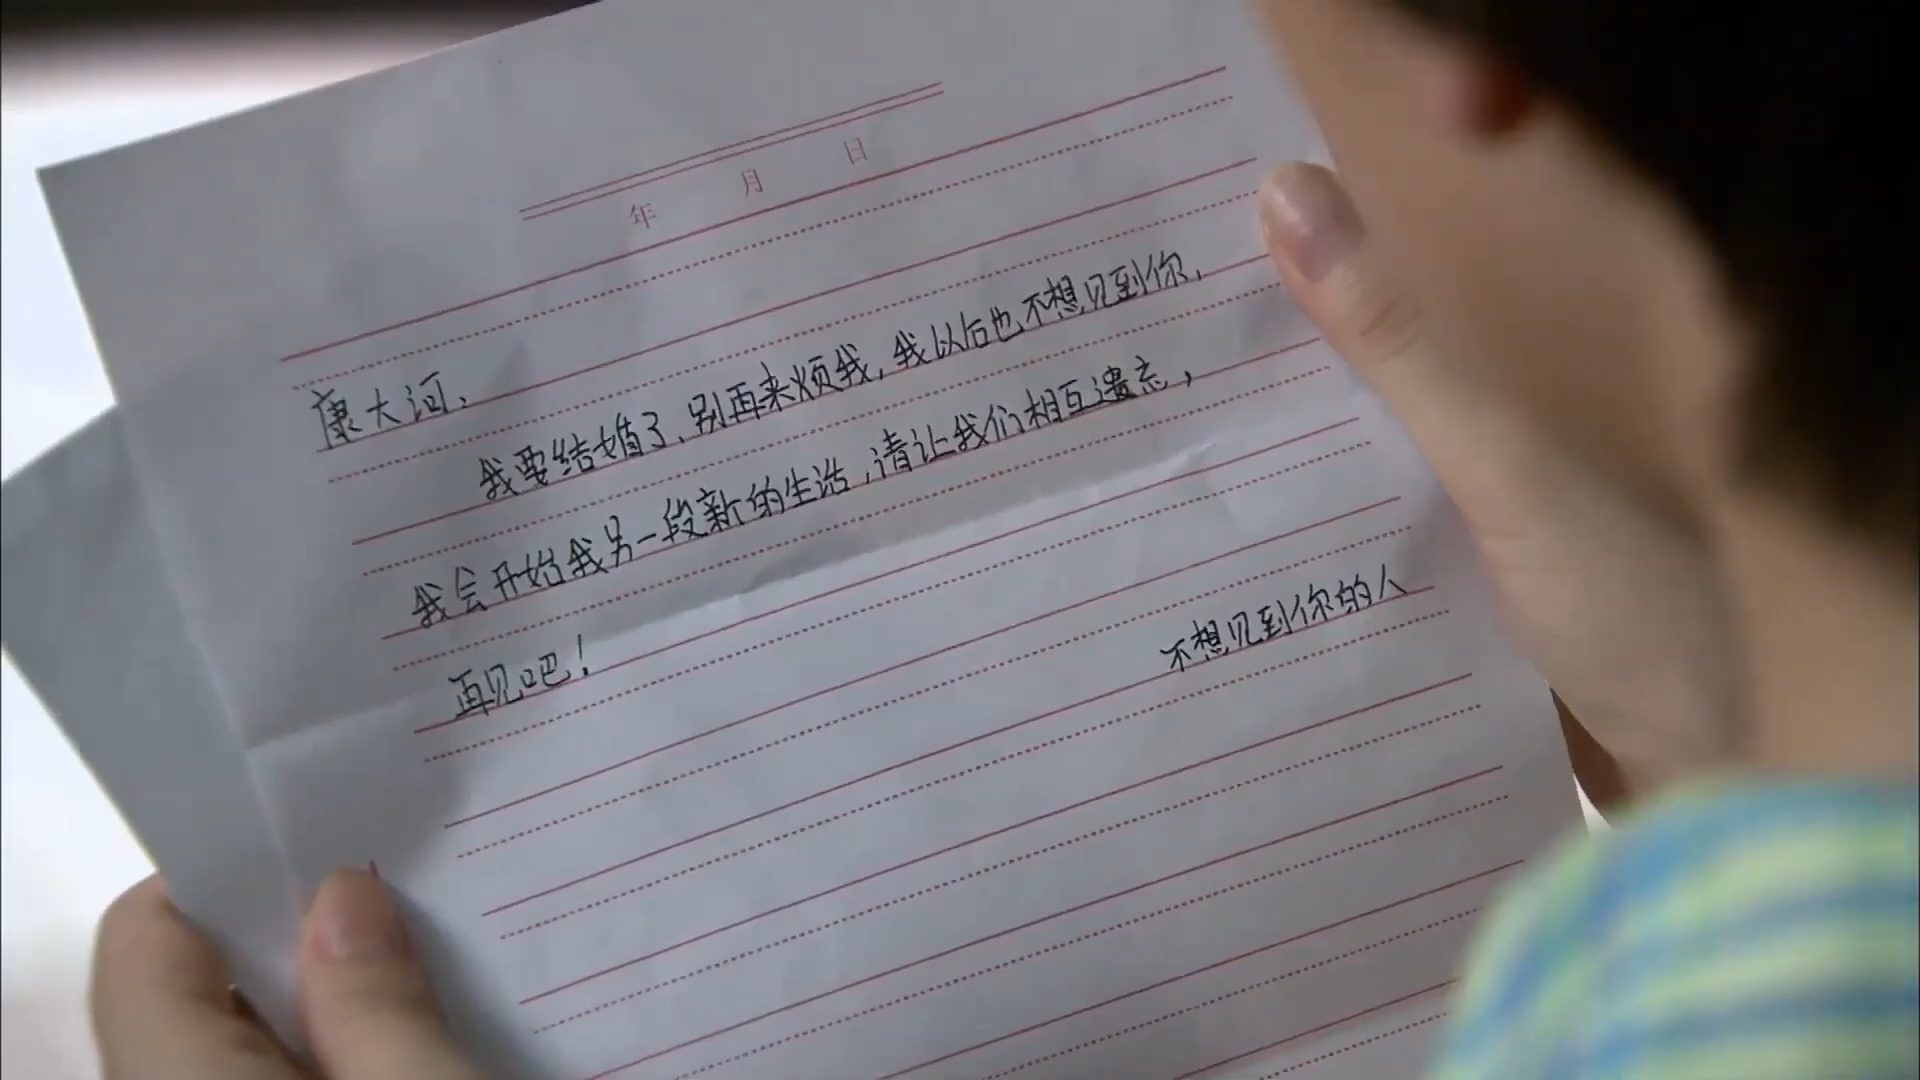 年 月 日
康大河、
我要结婚了、别再来烦我,我以后也不想见到你,
我会开始我另一段新的生活,请让我们相互遗忘,
再见吧!
不想见到你的人